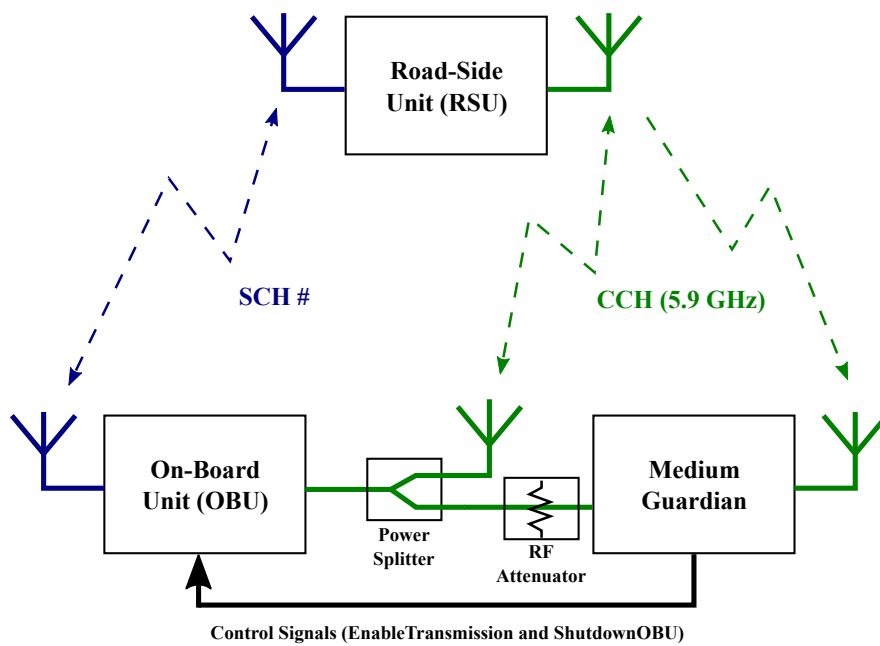 Road-Side
Unit (RSU)
SCH #
CCH (5.9 GHz)
On-Board
Unit (OBU)
Medium
Guardian
Power
Splitter
RF
Attenuator
Control Signals (EnableTransmission and ShutdownOBU)